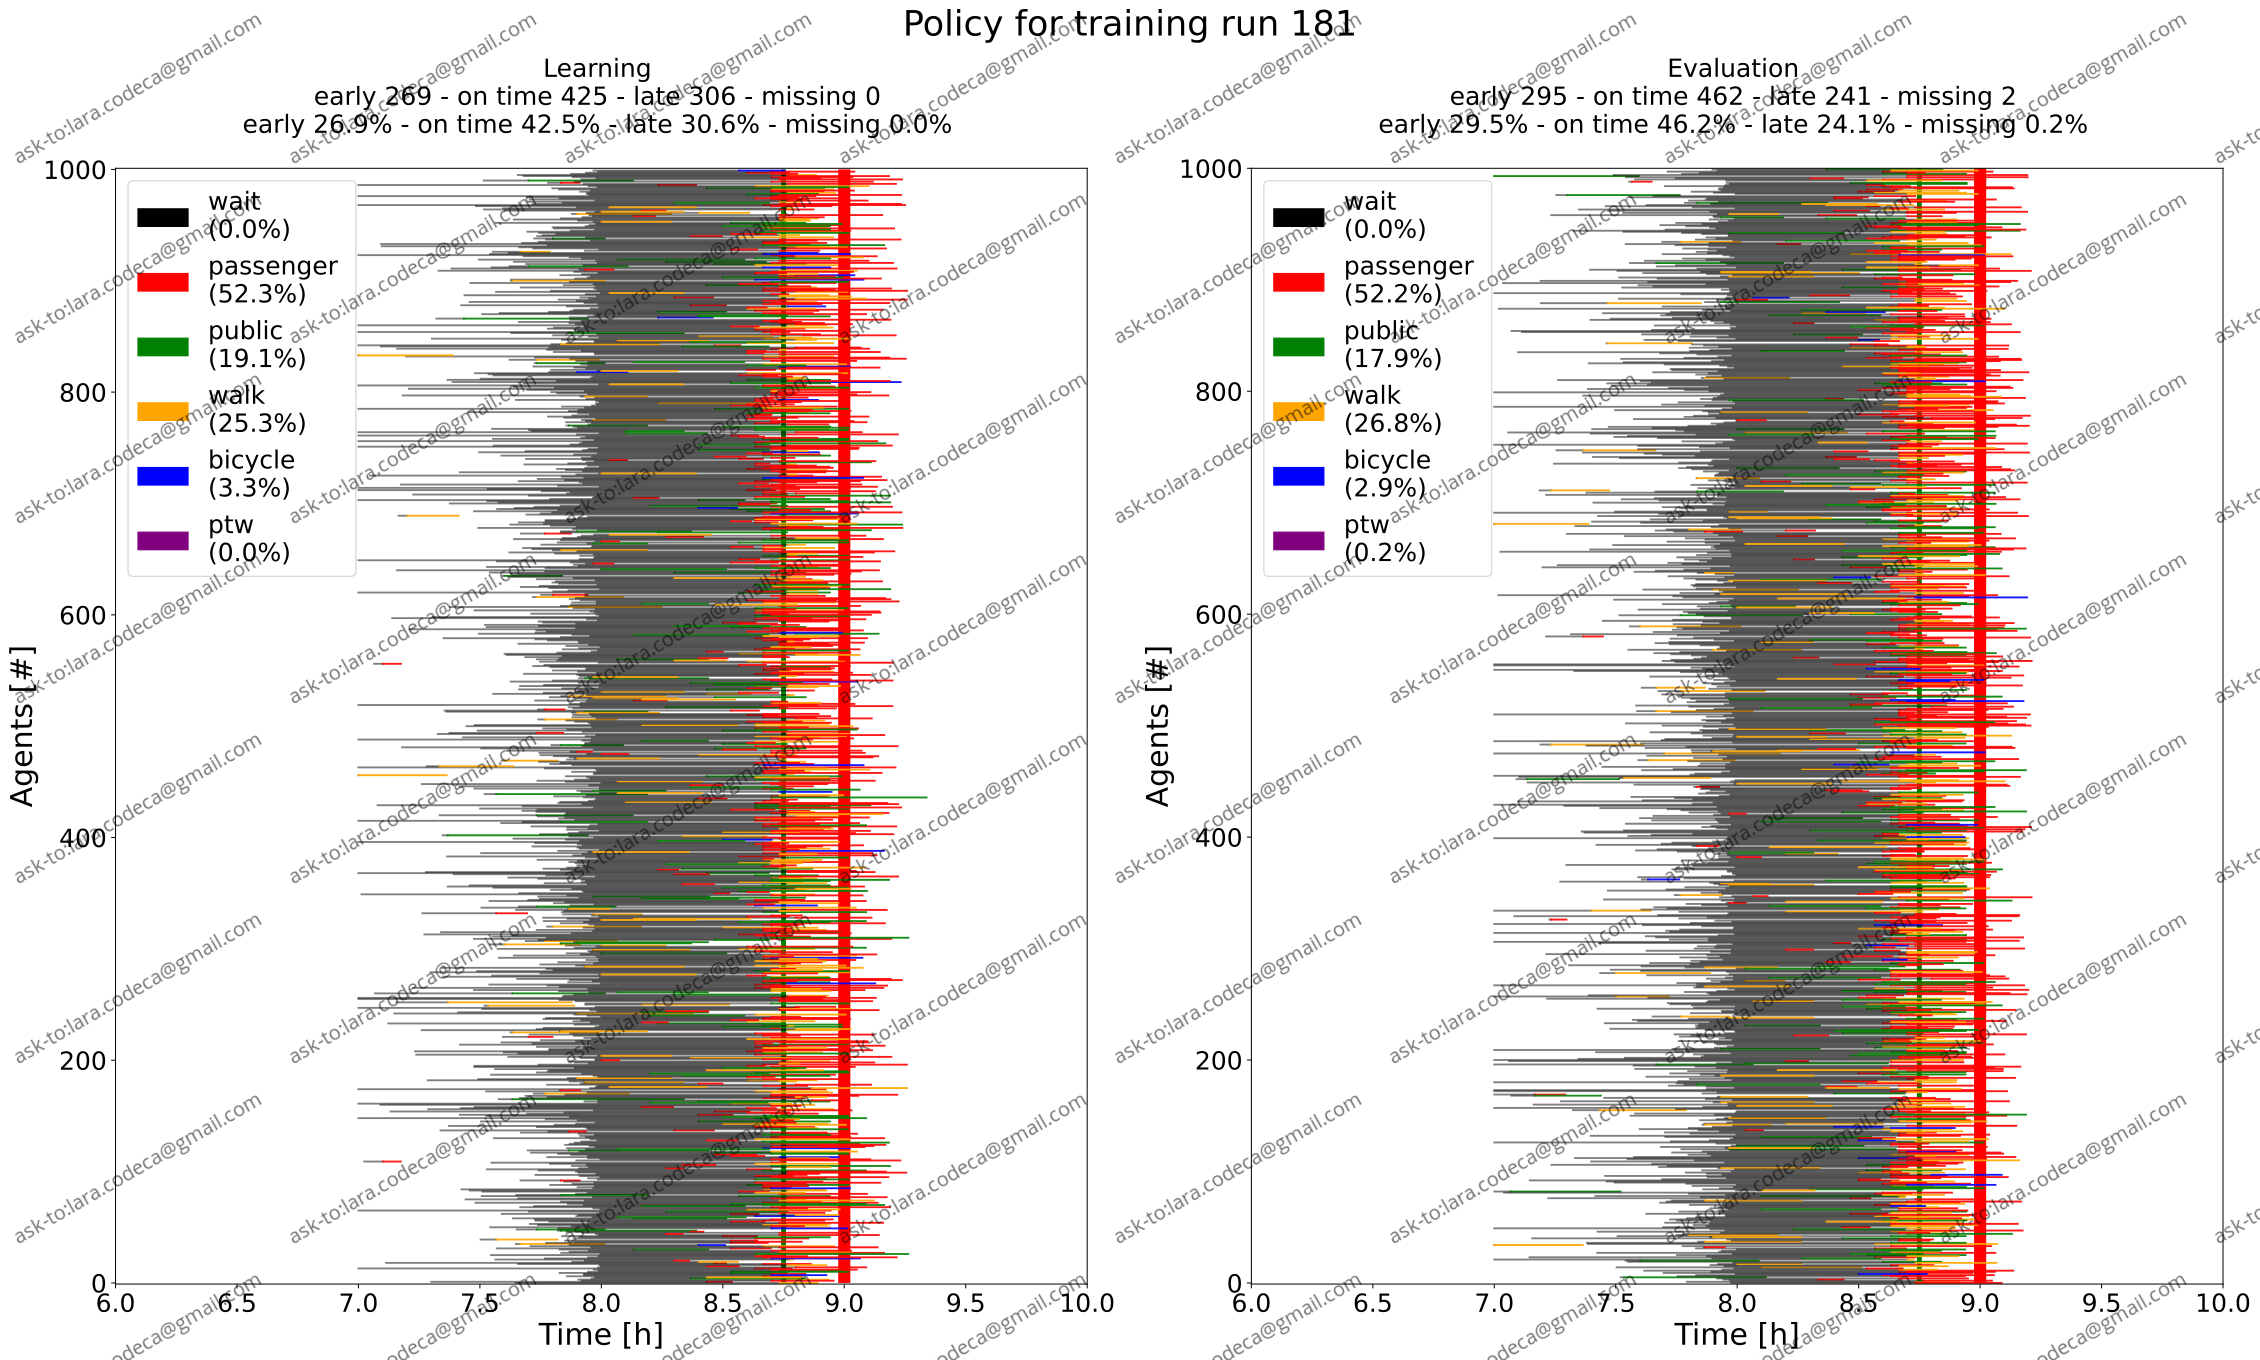 Policy for training run 181
Learning
early 269 - on time 425 - late 306 - missing 0
early 26.9% - on time 42.5% - late 30.6% - missing 0.0%
1000
800
600
400
200
0
Agents [#]
wait
(0.0%)
passenger
(52.3%)
public
(19.1%)
walk
(25.3%)
bicycle
(3.3%)
ptw
(0.0%)
6.0 6.5 7.0 7.5 8.0 8.5 9.0 9.5 10.0
Time [h]
Evaluation
early 295 - on time 462 - late 241 - missing 2
early 29.5% - on time 46.2% - late 24.1% - missing 0.2%
1000
800
600
400
200
0
Agents [#]
wait
(0.0%)
passenger
(52.2%)
public
(17.9%)
walk
(26.8%)
bicycle
(2.9%)
ptw
(0.2%)
6.0 6.5 7.0 7.5 8.0 8.5 9.0 9.5 10.0
Time [h]
ask-to:lara.codeca@gmail.com